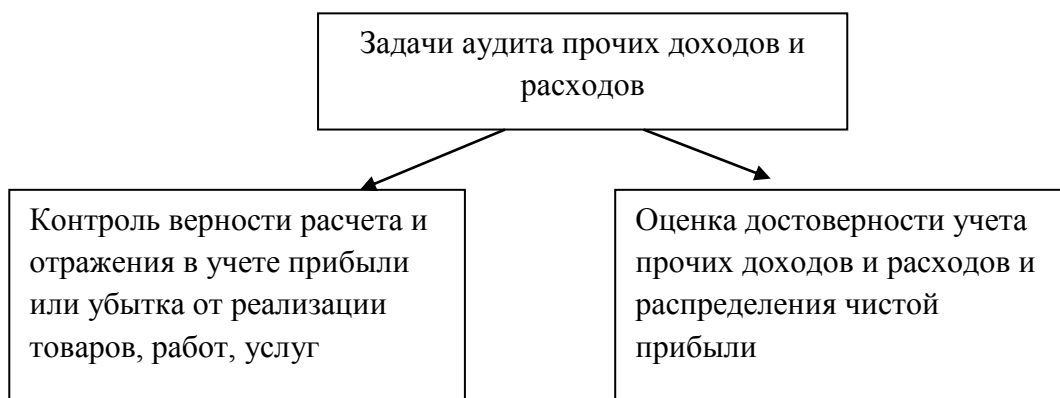 Задачи аудита прочих доходов и
расходов
Контроль верности расчета и
отражения в учете прибыли
или убытка от реализации
товаров, работ, услуг
Оценка достоверности учета
прочих доходов и расходов и
распределения чистой
прибыли